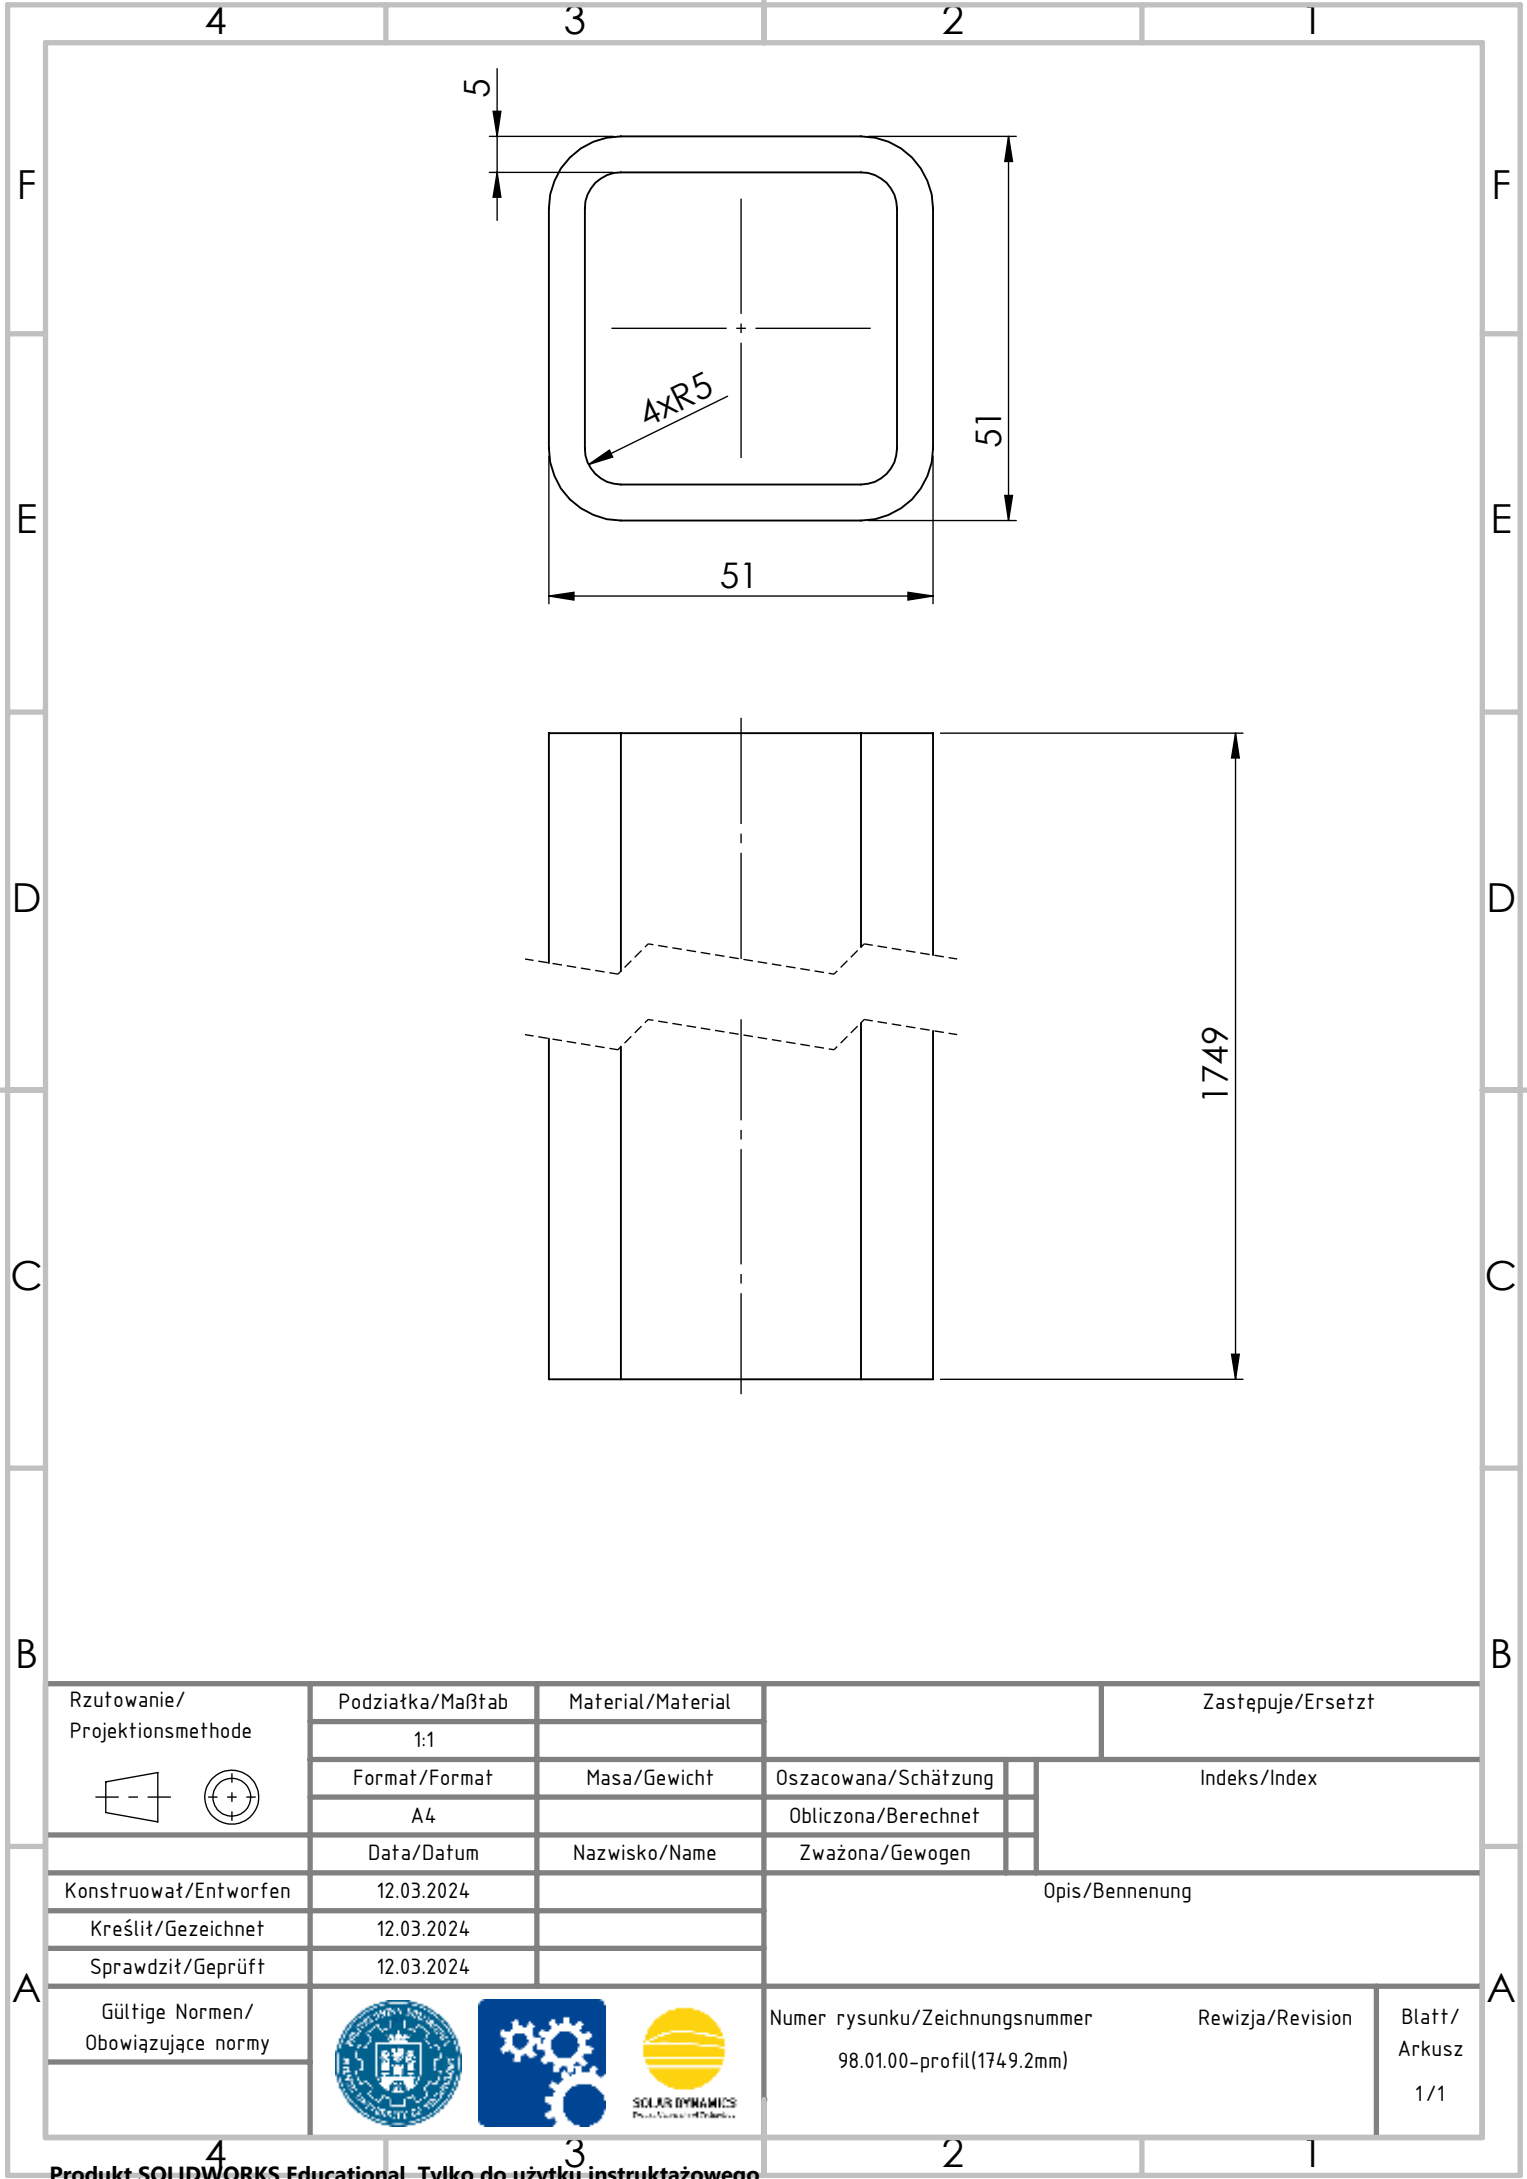 4 3 2 1
5
F F
4xR5
51
E E
51
D D
1749
C C
B B
Rzutowanie/
Projektionsmethode
Podziałka/Maßtab
1:1
Material/Material
Zastępuje/Ersetzt
Format/Format
A4
Masa/Gewicht
Oszacowana/Schätzung
Obliczona/Berechnet
Zważona/Gewogen
Indeks/Index
Data/Datum
Nazwisko/Name
Konstruował/Entworfen 12.03.2024
Kreślił/Gezeichnet 12.03.2024
Sprawdził/Geprüft 12.03.2024
Opis/Bennenung
A A
Gültige Normen/
Obowiązujące normy
SOLAR DYNAMICS
Numer rysunku/Zeichnungsnummer
98.01.00-profil(1749.2mm)
Rewizja/Revision
Blatt/
Arkusz
1/1
4 3 2 1
Produkt SOLIDWORKS Educational. Tylko do użytku instruktażowego.